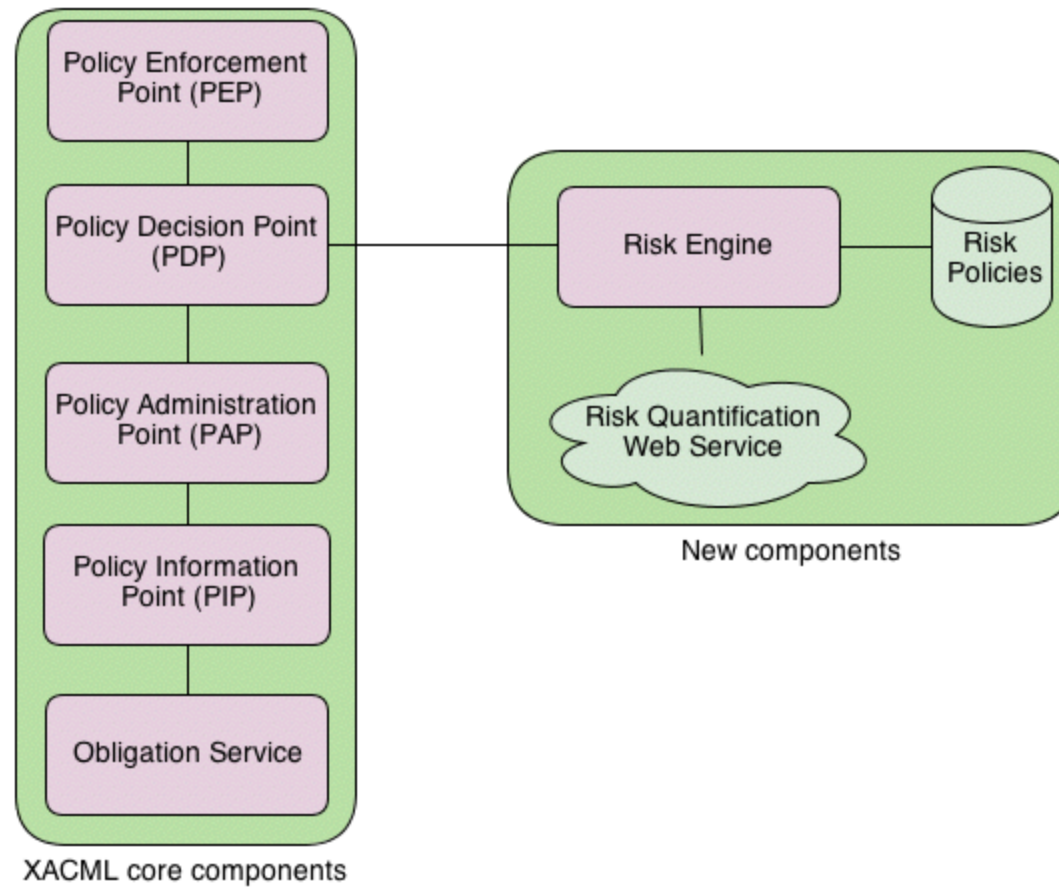 Policy Enforcement
Point (PEP)
Policy Decision Point
(PDP)
Policy Administration
Point (PAP)
Policy Information
Point (PIP)
Obligation Service
XACML core components
Risk Engine
Risk
Policies
Risk Quantification
Web Service
New components